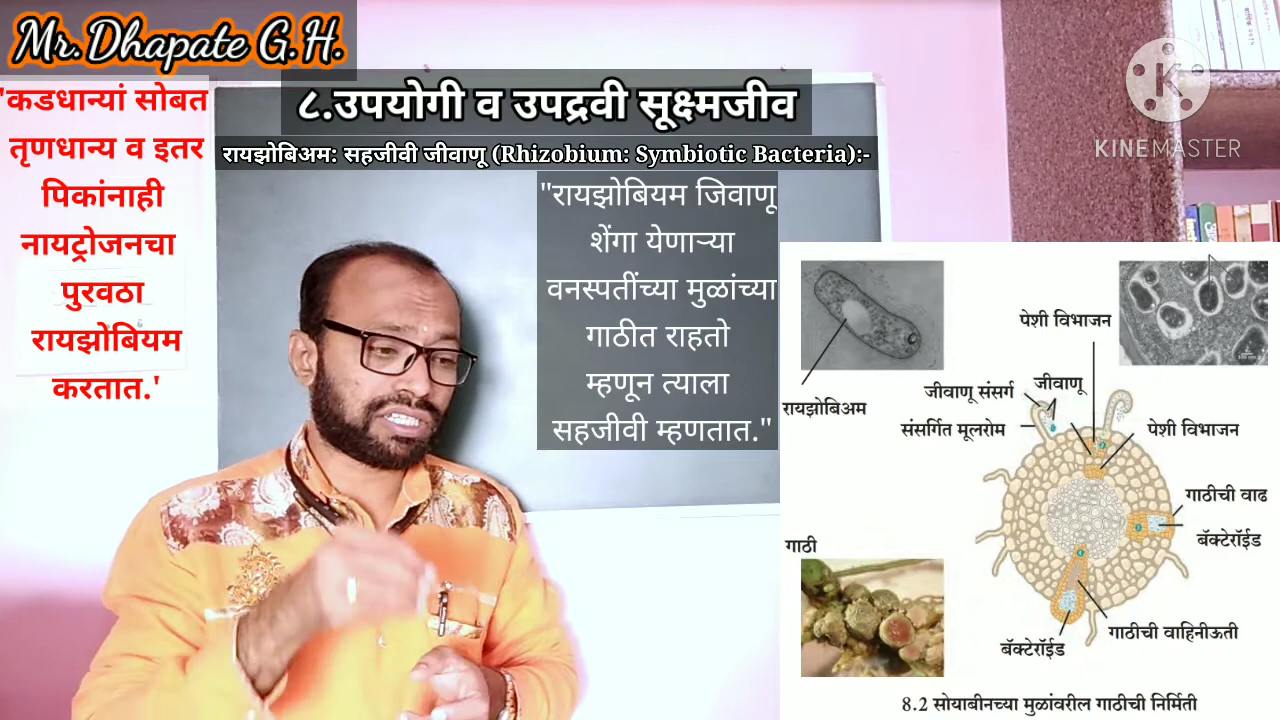 Mr.Dhapate G.H.
८.उपयोगी व उपद्रवी सूक्ष्मजीव
रायझोबिअम: सहजीवी जीवाणू (Rhizobium: Symbiotic Bacteria):-
KINEMASTER
'कडधान्यां सोबत
तृणधान्य व इतर
पिकांनाही
नायट्रोजनचा
पुरवठा
रायझोंबियम
करतात.'
"रायझोबियम जिवाणू
शेंगा येणाऱ्या
वनस्पतींच्या मुळांच्या
गाठीत राहतो
म्हणून त्याला
सहजीवी म्हणतात."
पेशी विभाजन
जीवाणू संसर्ग
जीवाणू
रायझोबिअम
संसर्गित मूलरोम
पेशी विभाजन
गाठीची वाढ
बॅक्टेरॉईड
गाठी
गाठीची वाहिनीऊती
बॅक्टेरॉईड
8.2 सोयाबीनच्या मुळांवरील गाठीची निर्मिती